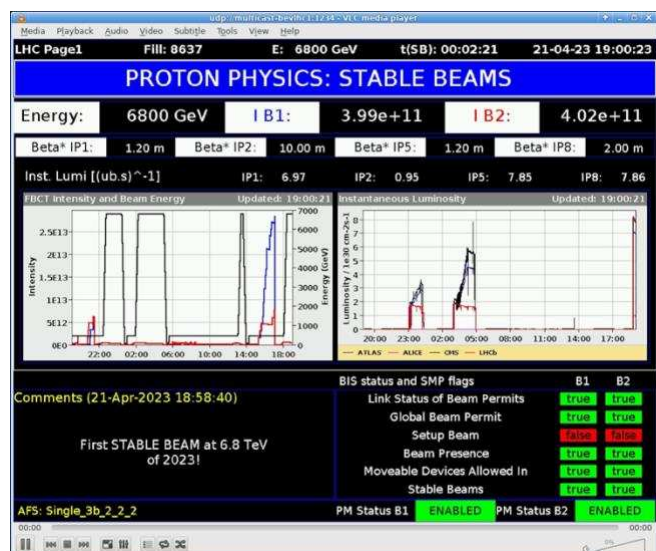 udp://multicast-bevlhc1:1234 - VLC media player
Media Playback Audio Video Subtitle Tools View Help
LHC Page1 Fill: 8637 E: 6800 GeV t(SB): 00:02:21 21-04-23 19:00:23
PROTON PHYSICS: STABLE BEAMS
Energy: 6800 GeV I B1: 3.99e+11 I B2: 4.02e+11
Beta* IP1: 1.20 m Beta* IP2: 10.00 m Beta* IP5: 1.20 m Beta* IP8: 2.00 m
Inst. Lumi [(ub.s)^-1] IP1: 6.97 IP2: 0.95 IP5: 7.85 IP8: 7.86
FBCT Intensity and Beam Energy Updated: 19:00:21
Intensity
2.5E13
2E13
1.5E13
1E13
5E12
0E0
7000
6000
5000
4000
3000
2000
1000
0
Energy (GeV)
22:00 02:00 06:00 10:00 14:00 18:00
Instantaneous Luminosity Updated: 19:00:21
Luminosity / 1e30 cm-2s-1
8
7
6
5
4
3
2
1
0
20:00 23:00 02:00 05:00 08:00 11:00 14:00 17:00
ATLAS ALICE CMS LHCb
Comments (21-Apr-2023 18:58:40)
First STABLE BEAM at 6.8 TeV
of 2023!
BIS status and SMP flags B1 B2
Link Status of Beam Permits true true
Global Beam Permit true true
Setup Beam false false
Beam Presence true true
Moveable Devices Allowed In true true
Stable Beams true true
AFS: Single_3b_2_2_2 PM Status B1 ENABLED PM Status B2 ENABLED
00:00 00:00